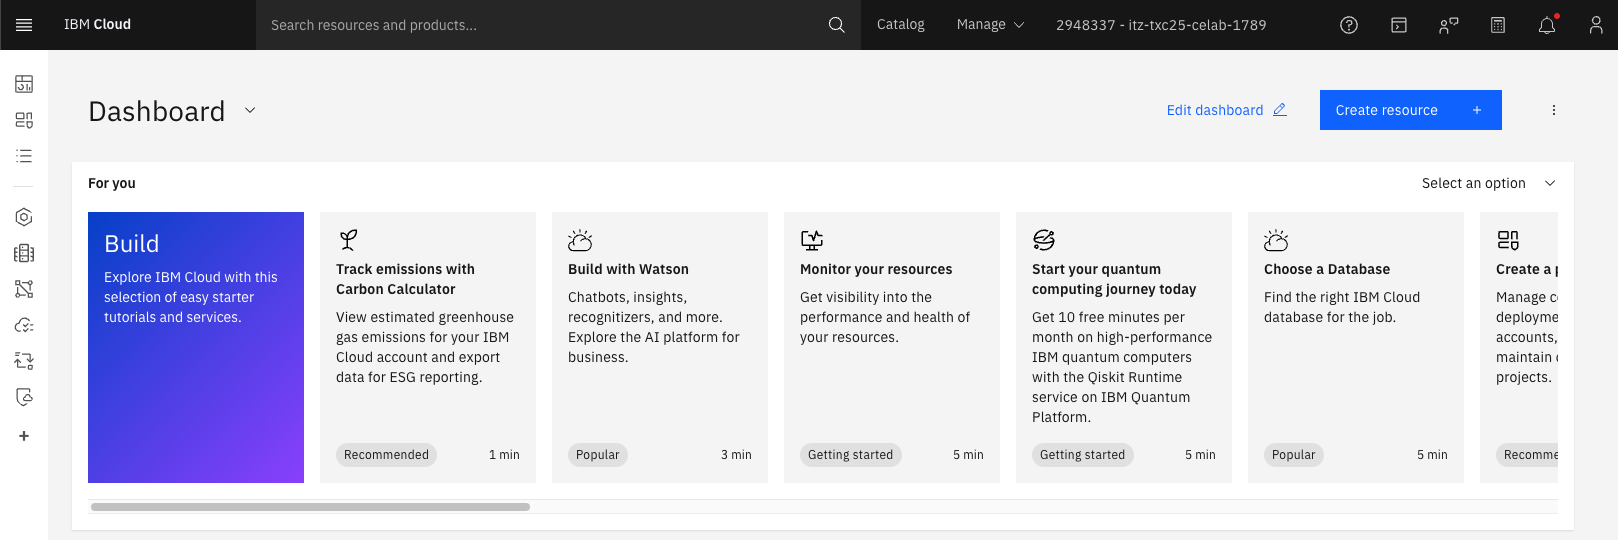 IBM Cloud
Search resources and products...
Catalog
Manage
2948337 - itz-txc25-celab-1789
Dashboard
Edit dashboard
Create resource
For you
Select an option
Build
Explore IBM Cloud with this
selection of easy starter
tutorials and services.
Track emissions with
Carbon Calculator
View estimated greenhouse
gas emissions for your IBM
Cloud account and export
data for ESG reporting.
Recommended
1 min
Build with Watson
Chatbots, insights,
recognitizers, and more.
Explore the AI platform for
business.
Popular
3 min
Monitor your resources
Get visibility into the
performance and health of
your resources.
Getting started
5 min
Start your quantum
computing journey today
Get 10 free minutes per
month on high-performance
IBM quantum computers
with the Qiskit Runtime
service on IBM Quantum
Platform.
Getting started
5 min
Choose a Database
Find the right IBM Cloud
database for the job.
Popular
5 min
Create a
Manage
accounts,
maintain
projects.